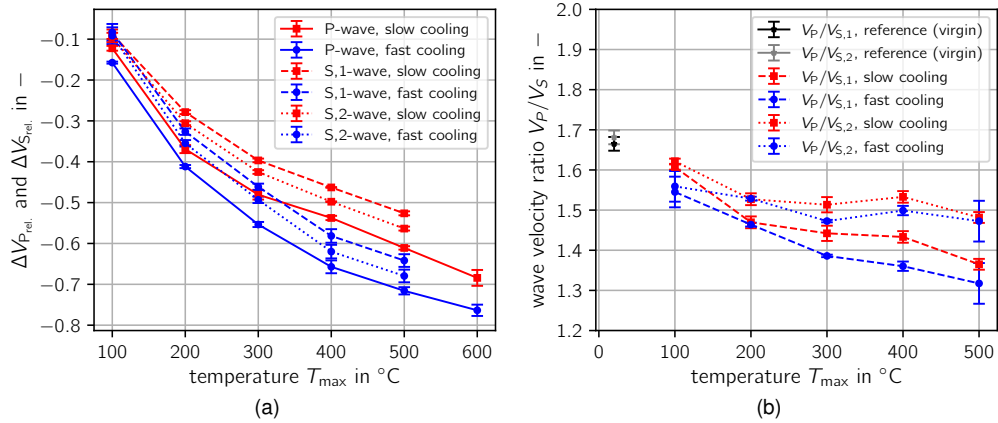 −0.1
−0.2
−0.3
−0.4
−0.5
−0.6
−0.7
−0.8
ΔV_P_rel. and ΔV_S_rel. in −
P-wave, slow cooling
P-wave, fast cooling
S,1-wave, slow cooling
S,1-wave, fast cooling
S,2-wave, slow cooling
S,2-wave, fast cooling
100 200 300 400 500 600
temperature T_max in °C
(a)
2.0
1.9
1.8
1.7
1.6
1.5
1.4
1.3
1.2
wave velocity ratio V_P/V_S in −
V_P/V_S,1, reference (virgin)
V_P/V_S,2, reference (virgin)
V_P/V_S,1, slow cooling
V_P/V_S,1, fast cooling
V_P/V_S,2, slow cooling
V_P/V_S,2, fast cooling
0 100 200 300 400 500
temperature T_max in °C
(b)